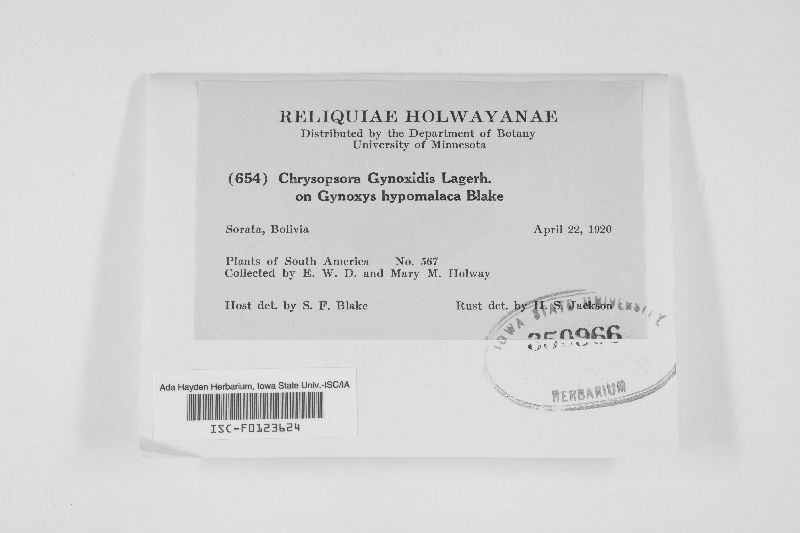 RELIQUIAE HOLWAYANAE
Distributed by the Department of Botany
University of Minnesota
(654) Chrysopsora Gynoxidis Lagerh.
on Gynoxys hypomalaca Blake
Sorata, Bolivia April 22, 1920
Plants of South America No. 567
Collected by E. W. D. and Mary M. Holway
Host det. by S. F. Blake Rust det. by H. S. Jackson
IOWA STATE UNIVERSITY
350966
HERBARIUM
Ada Hayden Herbarium, Iowa State Univ.-ISC/IA
ISC-F0123624